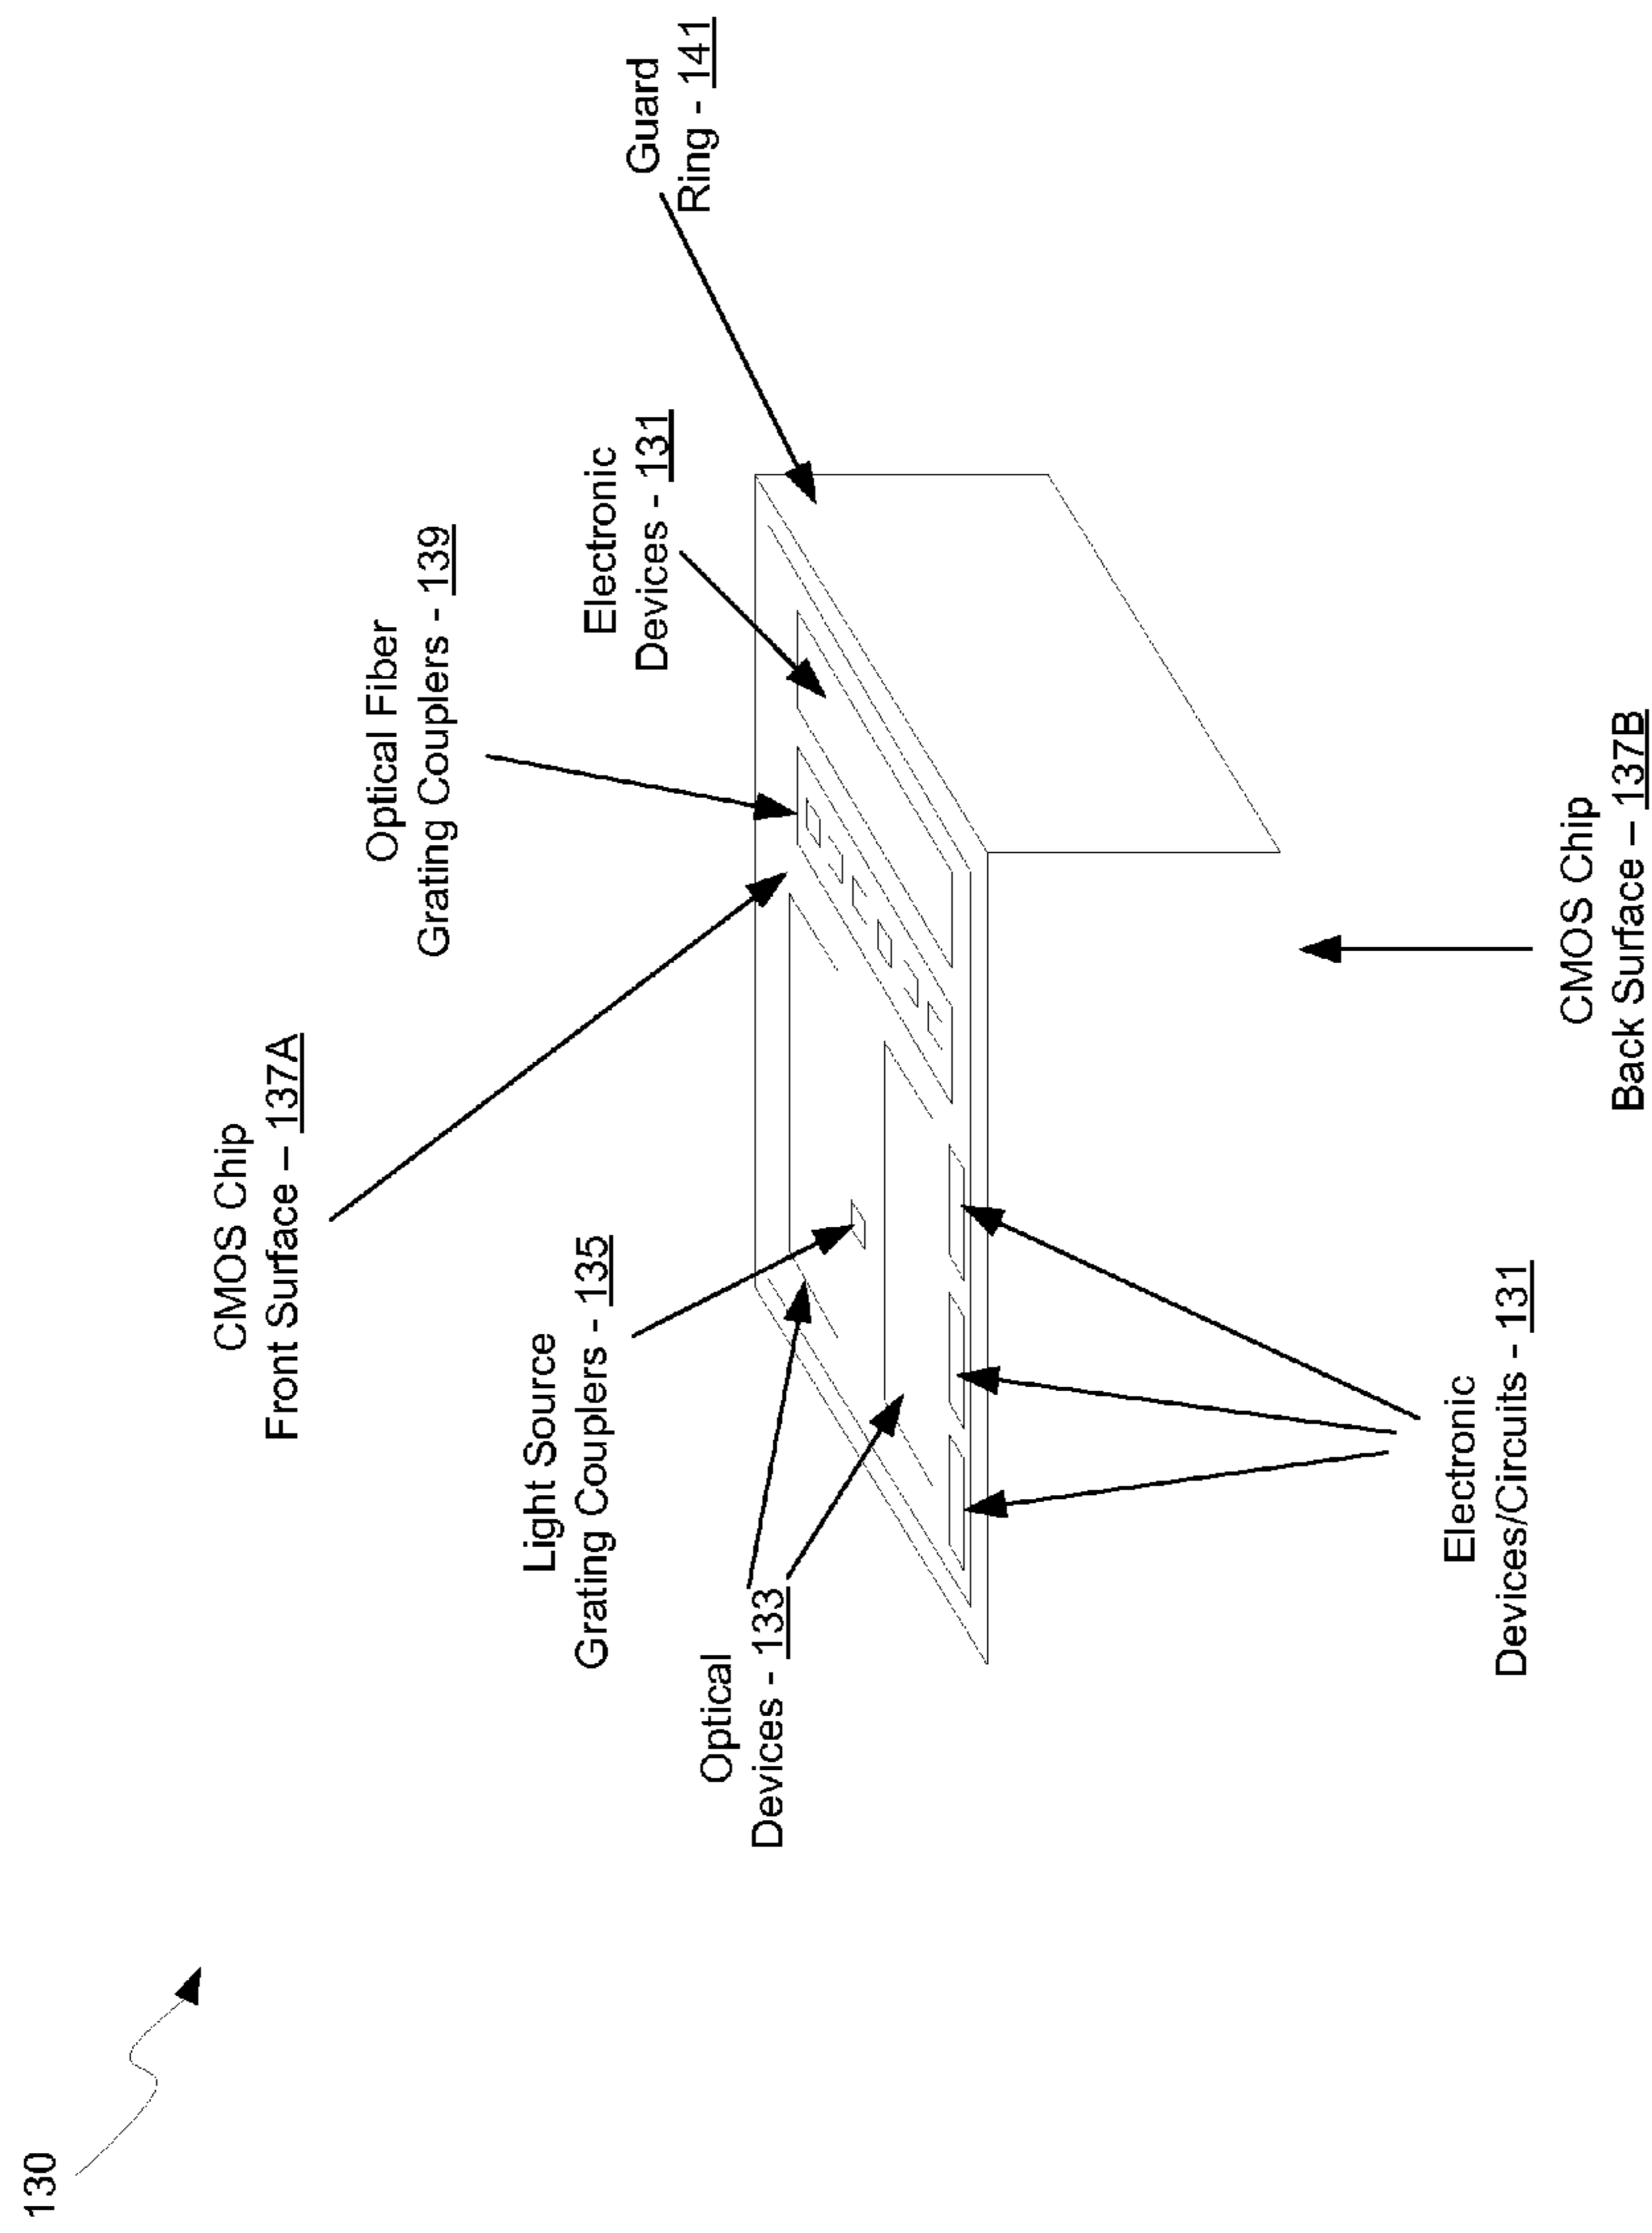 130
CMOS Chip
Front Surface – 137A
Optical Fiber
Grating Couplers - 139
Light Source
Grating Couplers - 135
Electronic
Devices - 131
Guard
Ring - 141
Optical
Devices - 133
Electronic
Devices/Circuits - 131
CMOS Chip
Back Surface – 137B